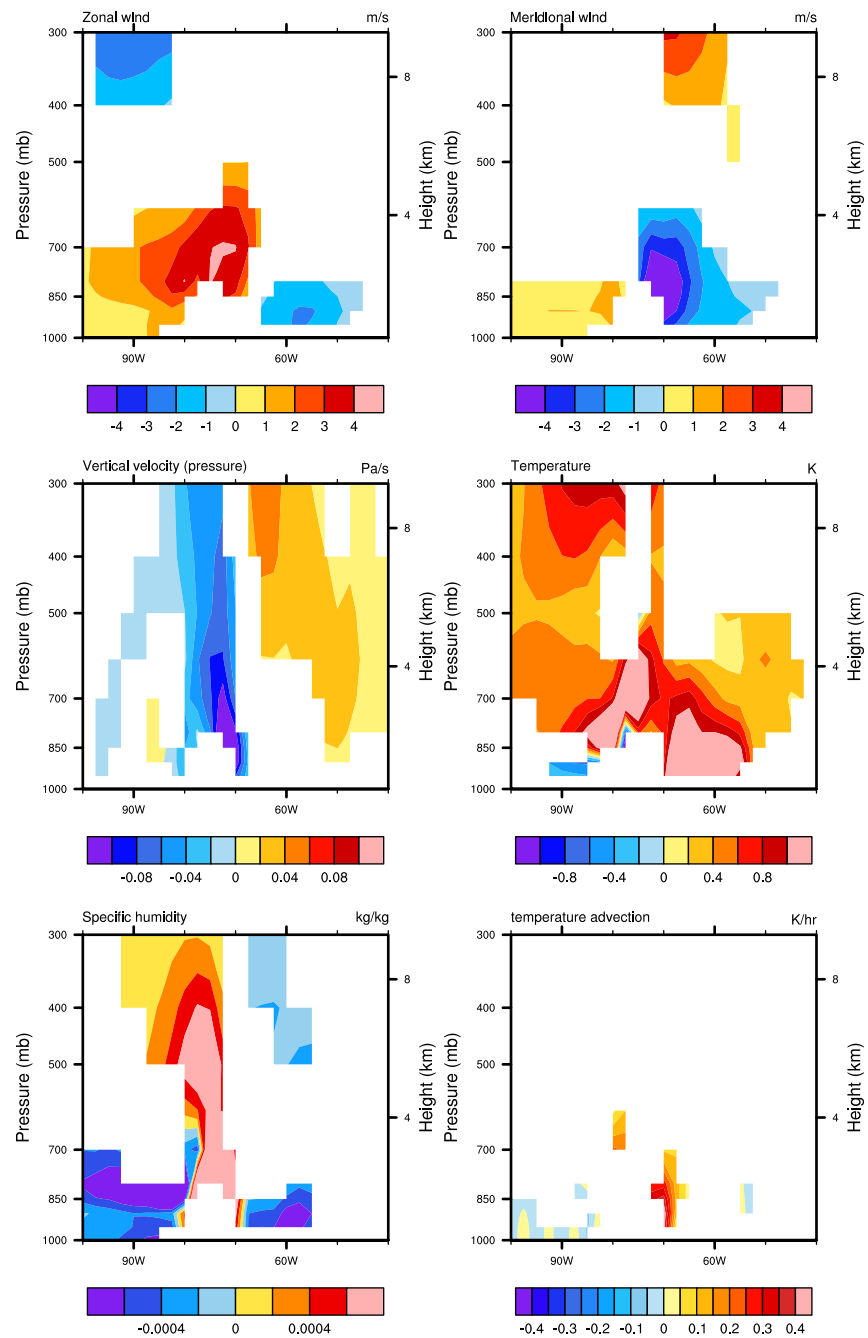 Zonal wind m/s
300
400
500
700
850
1000
Pressure (mb)
8
4
Height (km)
90W 60W
-4 -3 -2 -1 0 1 2 3 4
Meridional wind m/s
300
400
500
700
850
1000
Pressure (mb)
8
4
Height (km)
90W 60W
-4 -3 -2 -1 0 1 2 3 4
Vertical velocity (pressure) Pa/s
300
400
500
700
850
1000
Pressure (mb)
8
4
Height (km)
90W 60W
-0.08 -0.04 0 0.04 0.08
Temperature K
300
400
500
700
850
1000
Pressure (mb)
8
4
Height (km)
90W 60W
-0.8 -0.4 0 0.4 0.8
Specific humidity kg/kg
300
400
500
700
850
1000
Pressure (mb)
8
4
Height (km)
90W 60W
-0.0004 0 0.0004
temperature advection K/hr
300
400
500
700
850
1000
Pressure (mb)
8
4
Height (km)
90W 60W
-0.4 -0.3 -0.2 -0.1 0 0.1 0.2 0.3 0.4